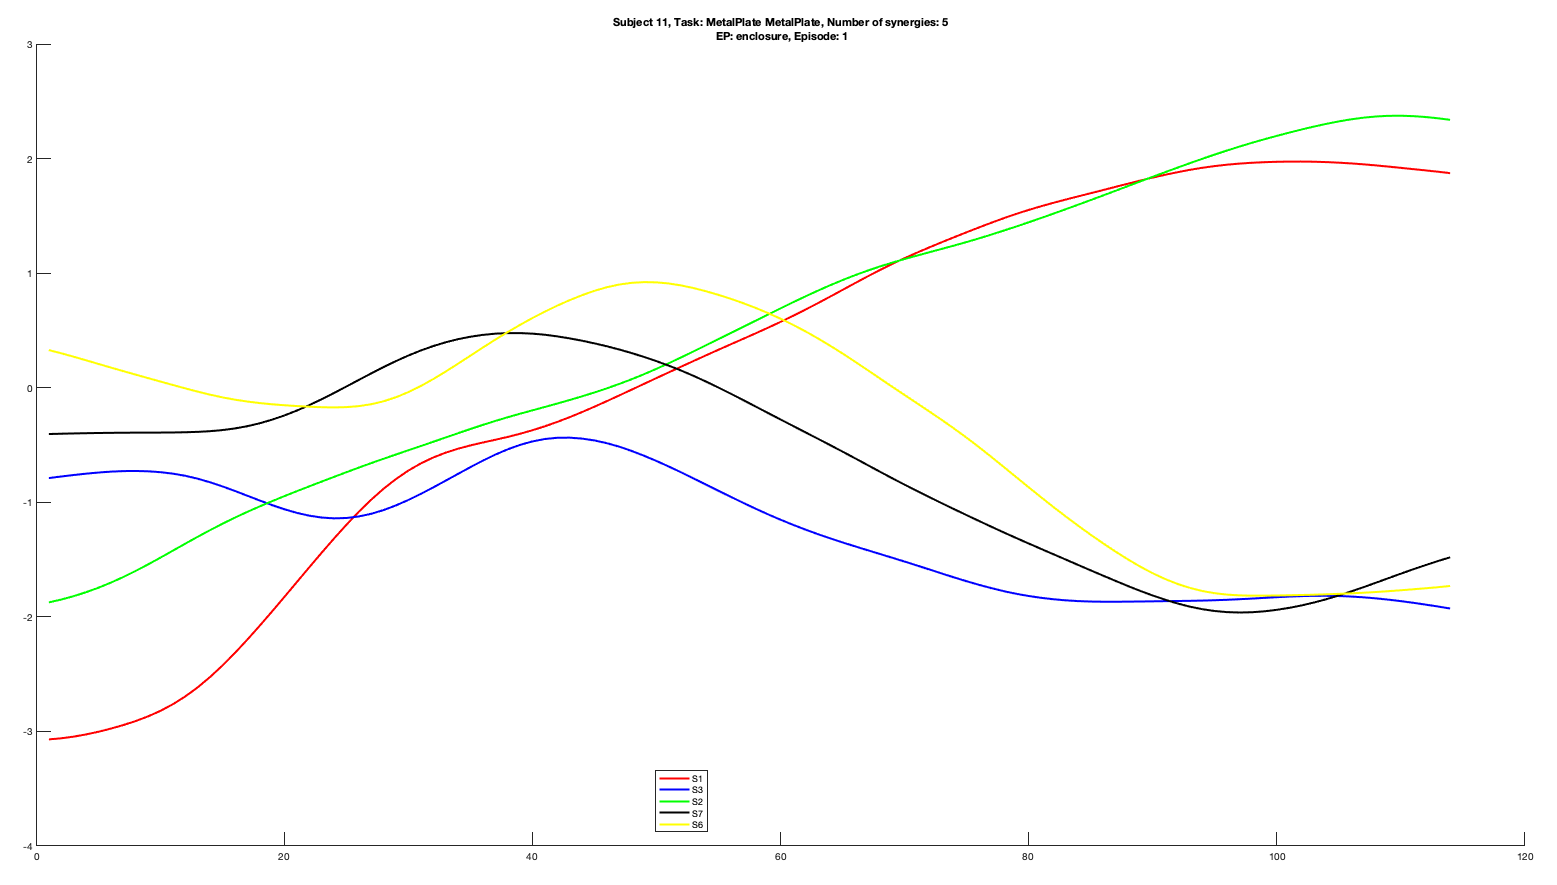 Subject 11, Task: MetalPlate MetalPlate, Number of synergies: 5
EP: enclosure, Episode: 1
3
2
1
0
-1
-2
-3
-4
0 20 40 60 80 100 120
S1
S3
S2
S7
S6